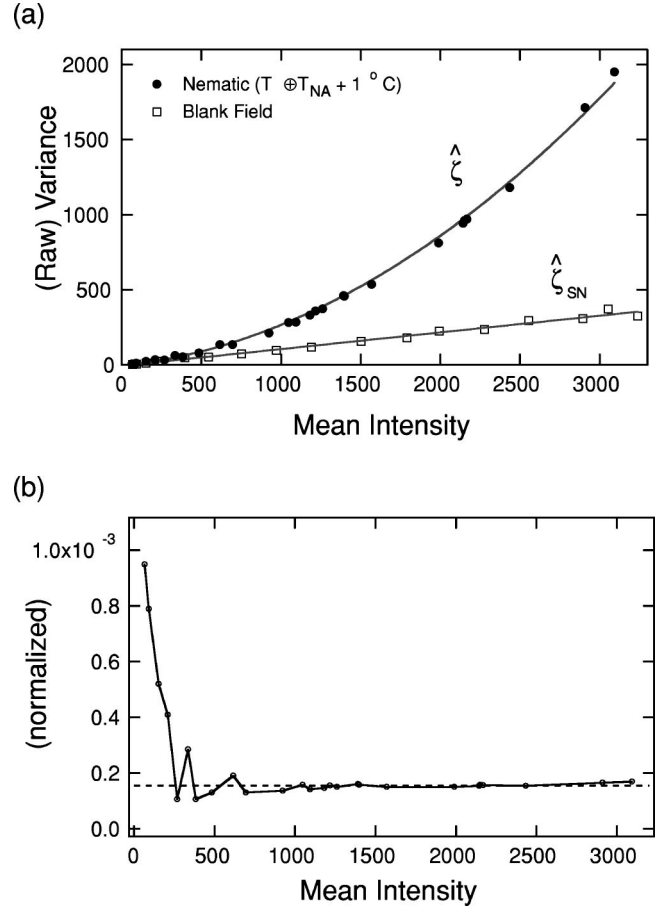 (a)
2000
1500
1000
500
0
(Raw) Variance
● Nematic (T ⊕T_NA + 1 °C)
□ Blank Field
ζ̂
ζ̂_SN
0 500 1000 1500 2000 2500 3000
Mean Intensity
(b)
1.0x10 -3
0.8
0.6
0.4
0.2
0.0
(normalized)
0 500 1000 1500 2000 2500 3000
Mean Intensity